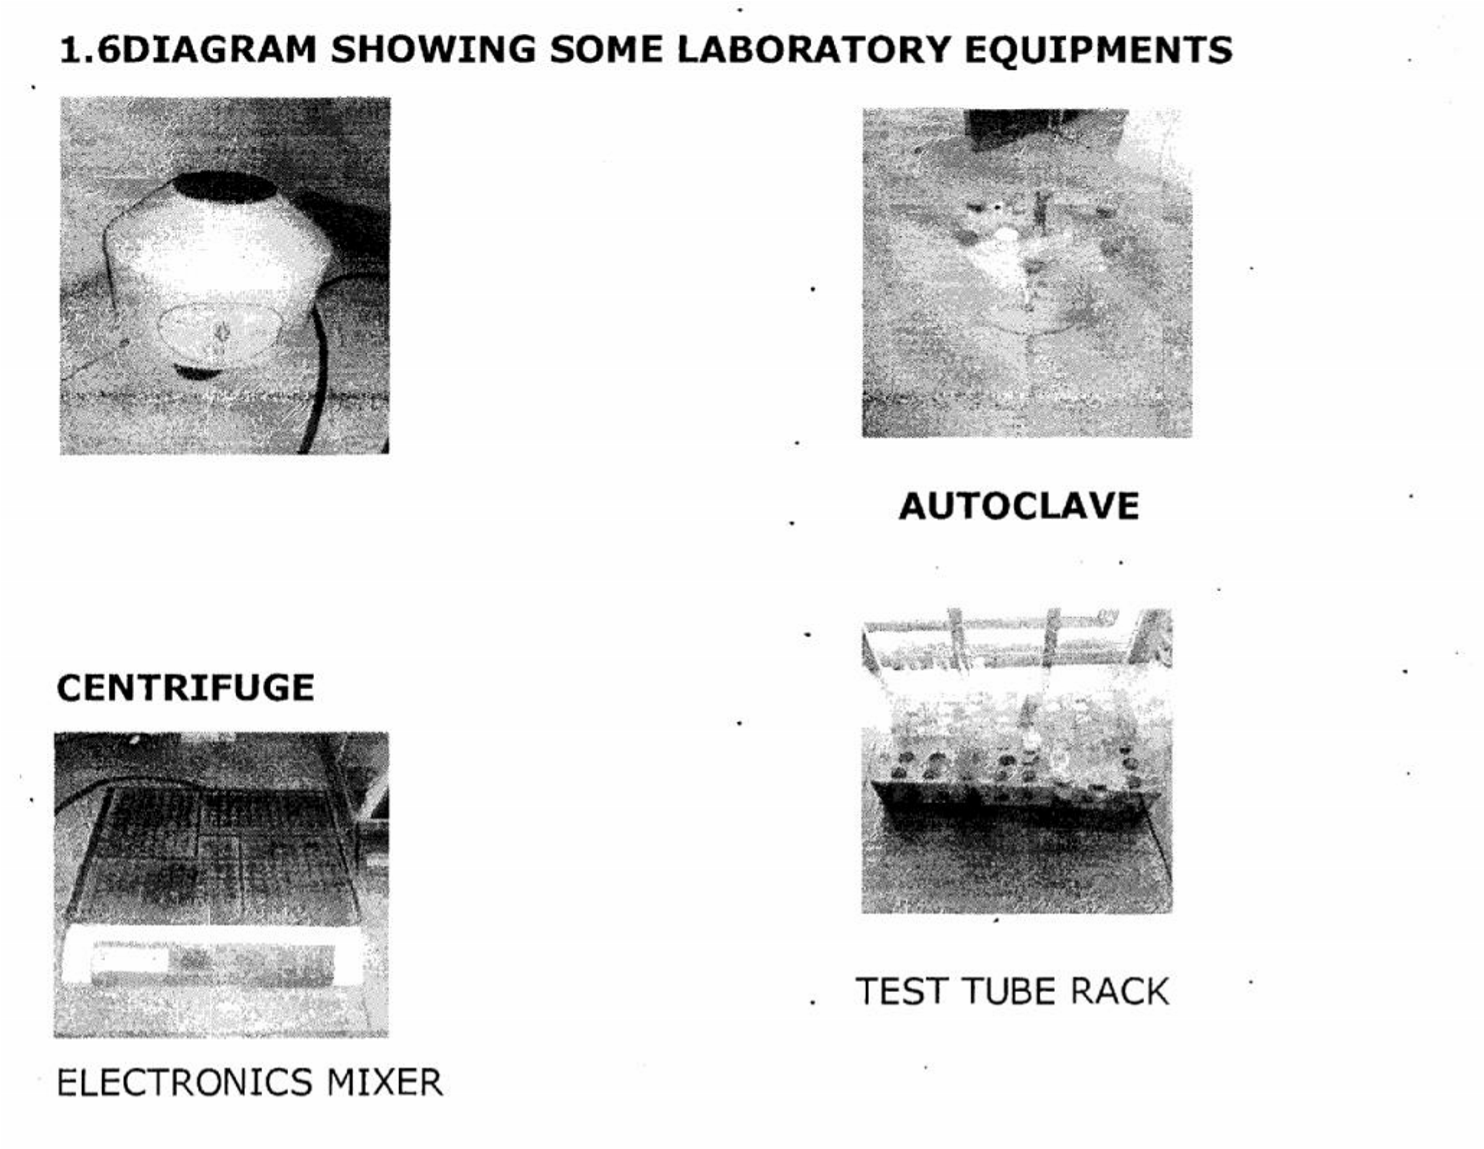 1.6DIAGRAM SHOWING SOME LABORATORY EQUIPMENTS
AUTOCLAVE
CENTRIFUGE
TEST TUBE RACK
ELECTRONICS MIXER